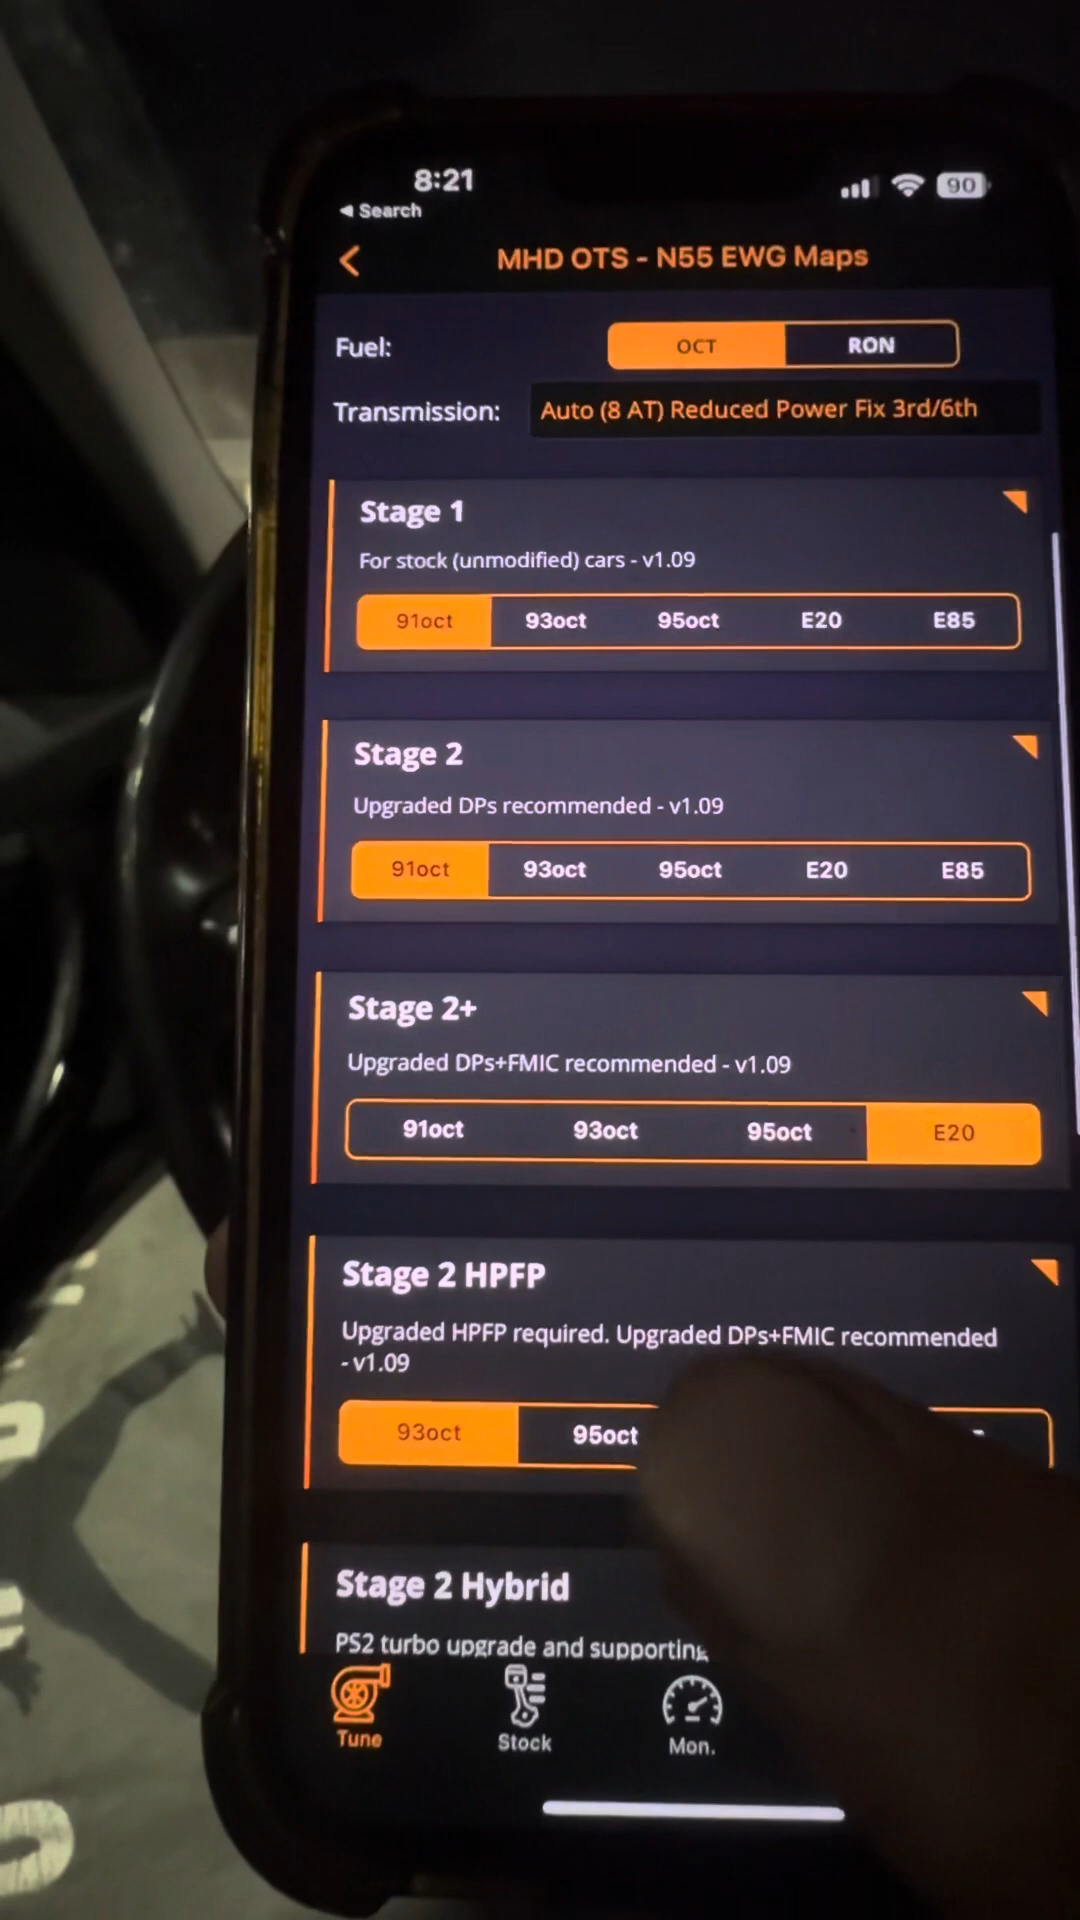 8:21
90
◀ Search
MHD OTS - N55 EWG Maps
Fuel:
OCT
RON
Transmission:
Auto (8 AT) Reduced Power Fix 3rd/6th
Stage 1
For stock (unmodified) cars - v1.09
91oct 93oct 95oct E20 E85
Stage 2
Upgraded DPs recommended - v1.09
91oct 93oct 95oct E20 E85
Stage 2+
Upgraded DPs+FMIC recommended - v1.09
91oct 93oct 95oct E20
Stage 2 HPFP
Upgraded HPFP required. Upgraded DPs+FMIC recommended
- v1.09
93oct 95oct
Stage 2 Hybrid
PS2 turbo upgrade and supporting
Tune Stock Mon.